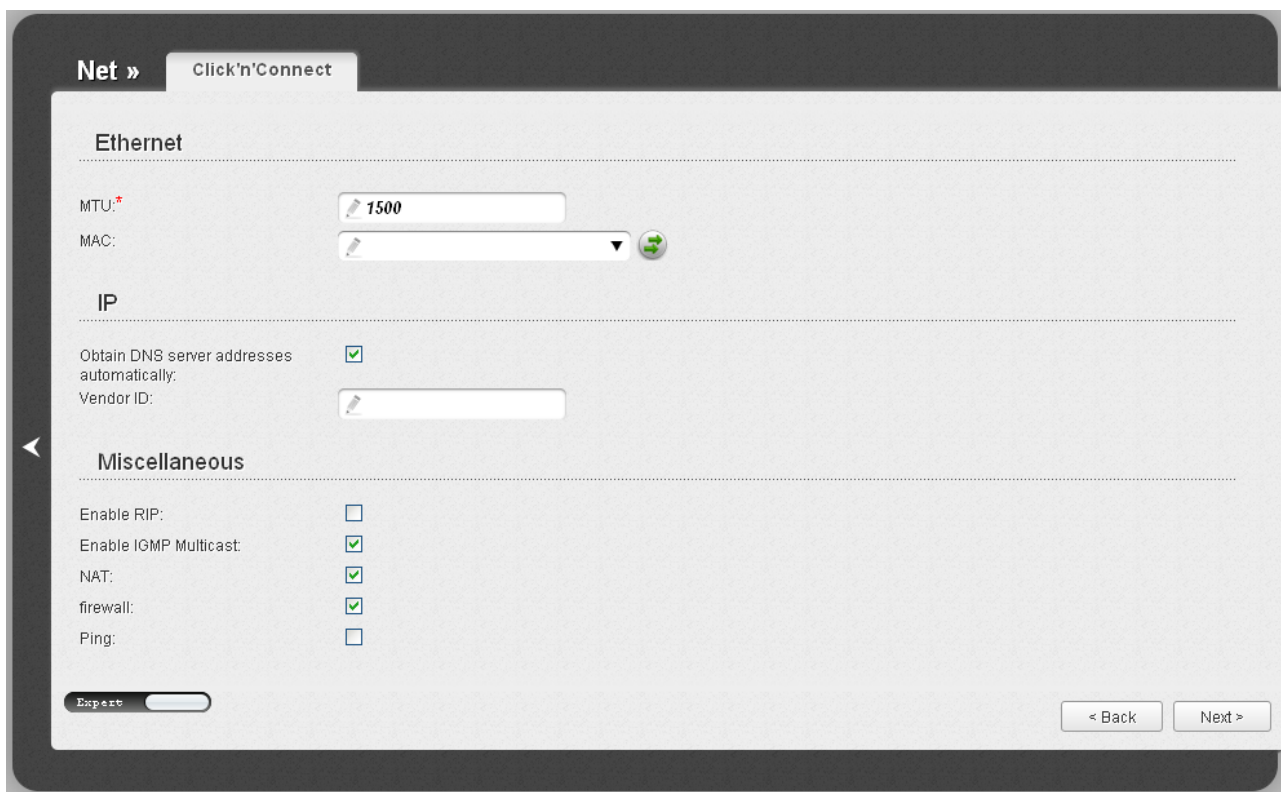 Net »
Click'n'Connect
Ethernet
MTU:*
1500
MAC:
IP
Obtain DNS server addresses
automatically:
Vendor ID:
Miscellaneous
Enable RIP:
Enable IGMP Multicast:
NAT:
firewall:
Ping:
Expert
< Back
Next >